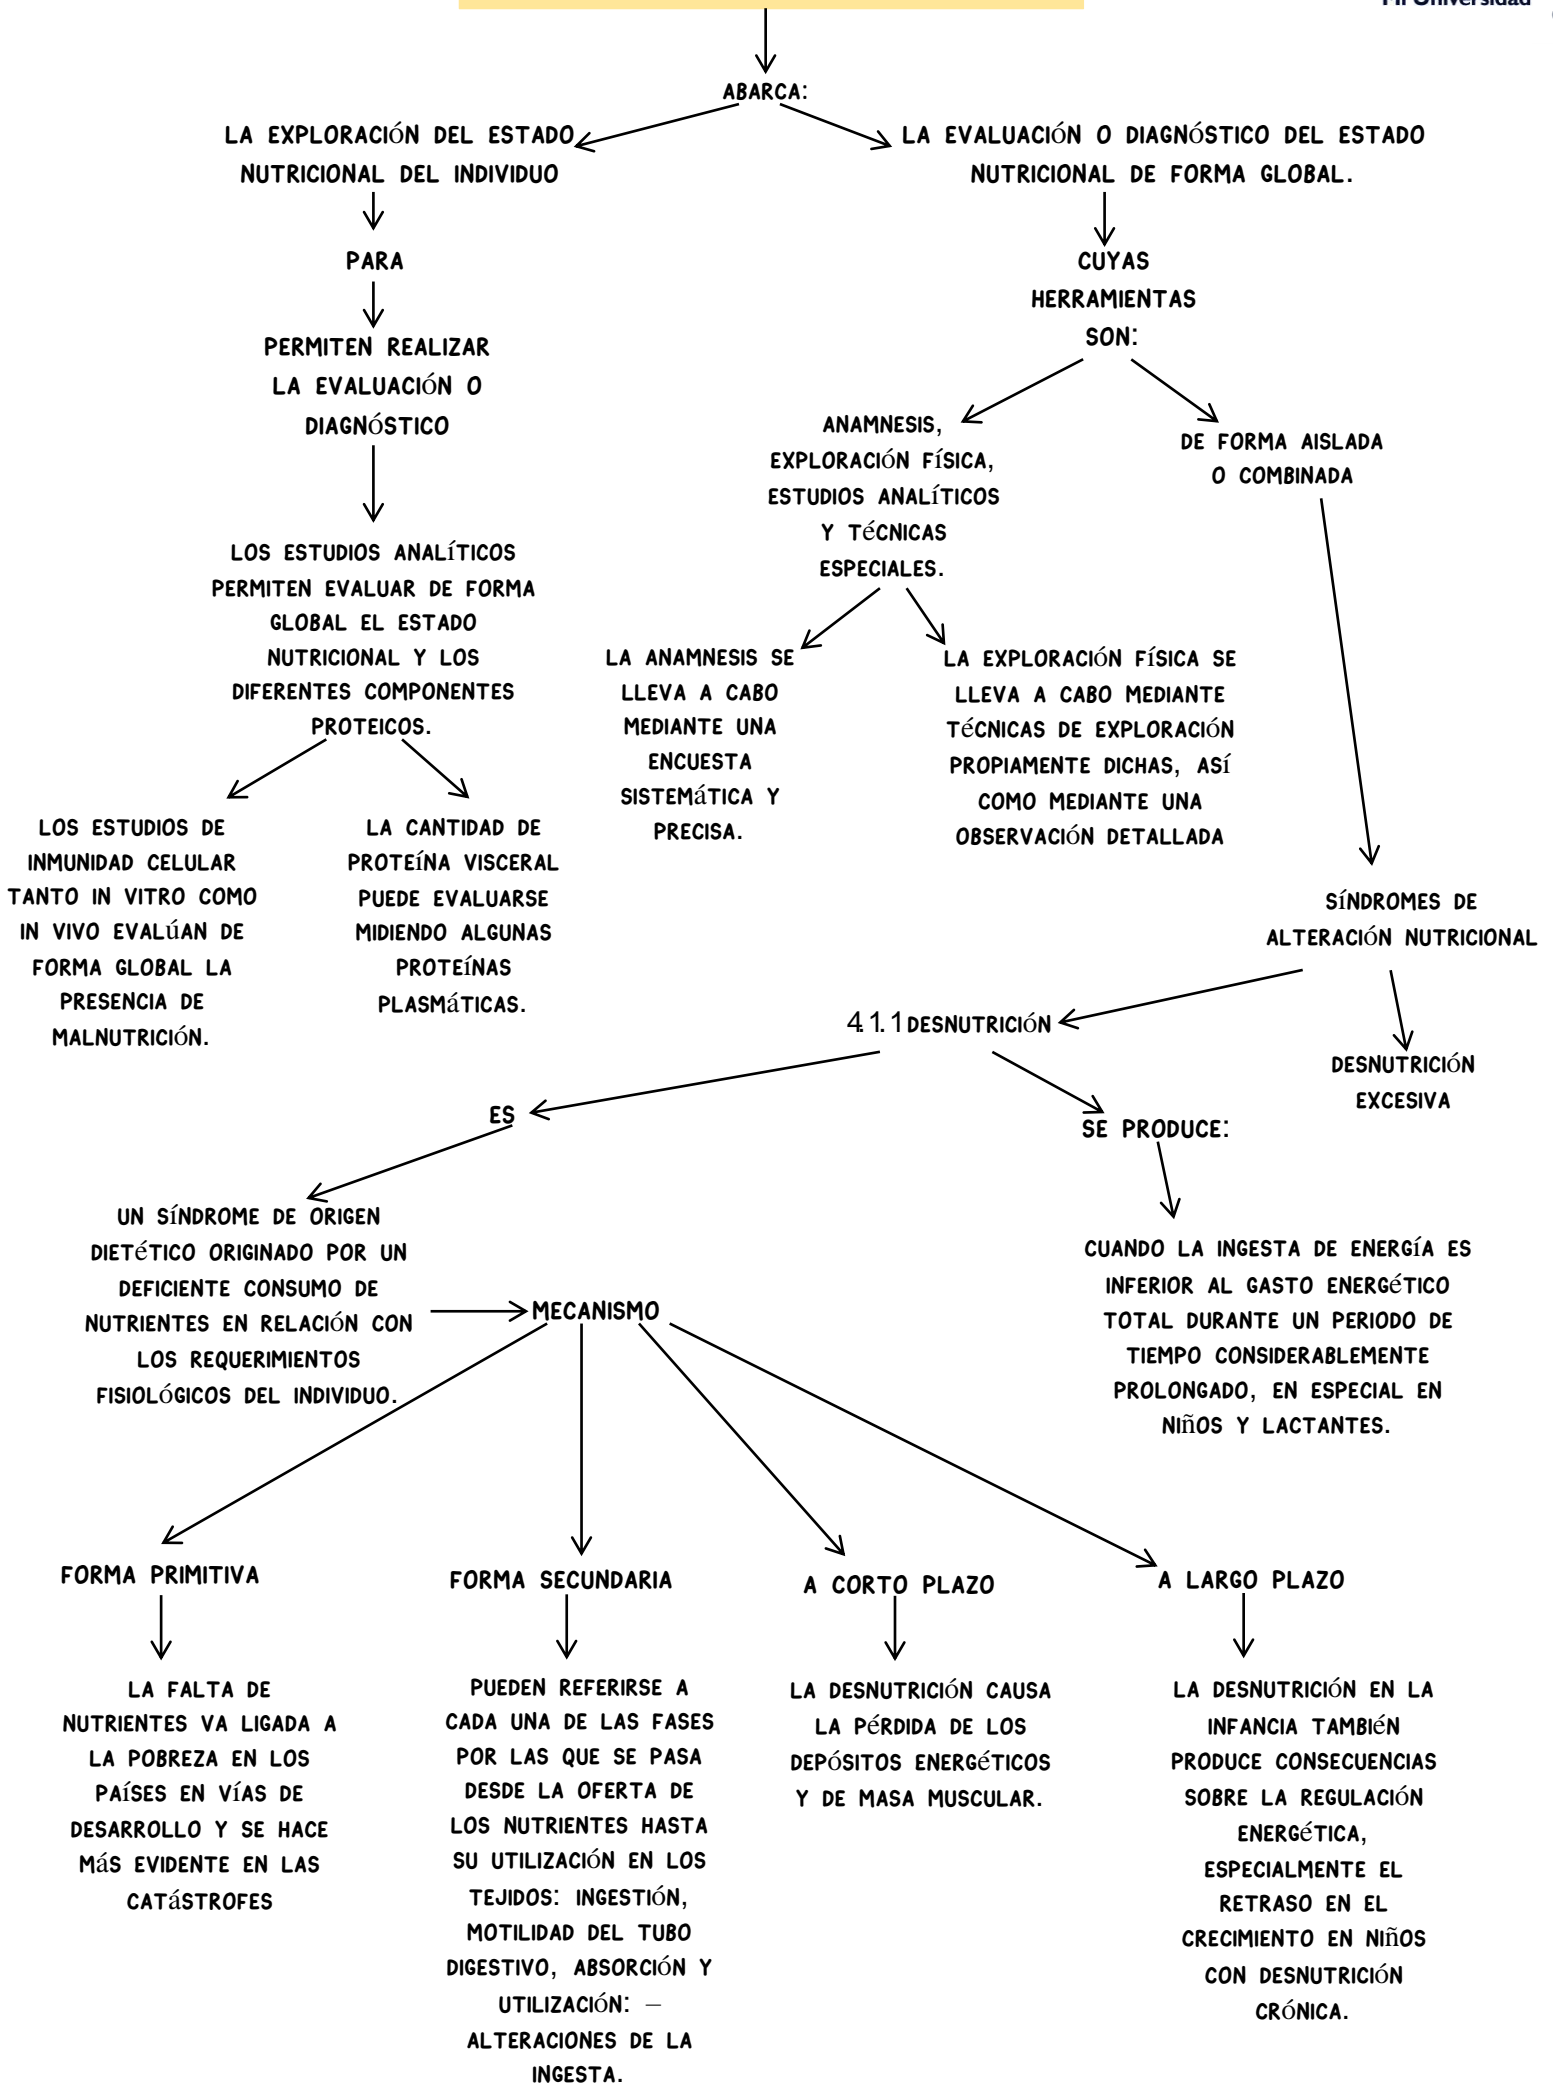 Mi Universidad
ABARCA:
LA EXPLORACIÓN DEL ESTADO
NUTRICIONAL DEL INDIVIDUO
LA EVALUACIÓN O DIAGNÓSTICO DEL ESTADO
NUTRICIONAL DE FORMA GLOBAL.
PARA
PERMITEN REALIZAR
LA EVALUACIÓN O
DIAGNÓSTICO
CUYAS
HERRAMIENTAS
SON:
ANAMNESIS,
EXPLORACIÓN FÍSICA,
ESTUDIOS ANALÍTICOS
Y TÉCNICAS
ESPECIALES.
DE FORMA AISLADA
O COMBINADA
LOS ESTUDIOS ANALÍTICOS
PERMITEN EVALUAR DE FORMA
GLOBAL EL ESTADO
NUTRICIONAL Y LOS
DIFERENTES COMPONENTES
PROTEICOS.
LA ANAMNESIS SE
LLEVA A CABO
MEDIANTE UNA
ENCUESTA
SISTEMÁTICA Y
PRECISA.
LA EXPLORACIÓN FÍSICA SE
LLEVA A CABO MEDIANTE
TÉCNICAS DE EXPLORACIÓN
PROPIAMENTE DICHAS, ASÍ
COMO MEDIANTE UNA
OBSERVACIÓN DETALLADA
LOS ESTUDIOS DE
INMUNIDAD CELULAR
TANTO IN VITRO COMO
IN VIVO EVALÚAN DE
FORMA GLOBAL LA
PRESENCIA DE
MALNUTRICIÓN.
LA CANTIDAD DE
PROTEÍNA VISCERAL
PUEDE EVALUARSE
MIDIENDO ALGUNAS
PROTEÍNAS
PLASMÁTICAS.
SÍNDROMES DE
ALTERACIÓN NUTRICIONAL
4.1.1 DESNUTRICIÓN
DESNUTRICIÓN
EXCESIVA
ES
SE PRODUCE:
UN SÍNDROME DE ORIGEN
DIETÉTICO ORIGINADO POR UN
DEFICIENTE CONSUMO DE
NUTRIENTES EN RELACIÓN CON
LOS REQUERIMIENTOS
FISIOLÓGICOS DEL INDIVIDUO.
MECANISMO
CUANDO LA INGESTA DE ENERGÍA ES
INFERIOR AL GASTO ENERGÉTICO
TOTAL DURANTE UN PERIODO DE
TIEMPO CONSIDERABLEMENTE
PROLONGADO, EN ESPECIAL EN
NIÑOS Y LACTANTES.
FORMA PRIMITIVA
FORMA SECUNDARIA
A CORTO PLAZO
A LARGO PLAZO
LA FALTA DE
NUTRIENTES VA LIGADA A
LA POBREZA EN LOS
PAÍSES EN VÍAS DE
DESARROLLO Y SE HACE
MÁS EVIDENTE EN LAS
CATÁSTROFES
PUEDEN REFERIRSE A
CADA UNA DE LAS FASES
POR LAS QUE SE PASA
DESDE LA OFERTA DE
LOS NUTRIENTES HASTA
SU UTILIZACIÓN EN LOS
TEJIDOS: INGESTIÓN,
MOTILIDAD DEL TUBO
DIGESTIVO, ABSORCIÓN Y
UTILIZACIÓN: –
ALTERACIONES DE LA
INGESTA.
LA DESNUTRICIÓN CAUSA
LA PÉRDIDA DE LOS
DEPÓSITOS ENERGÉTICOS
Y DE MASA MUSCULAR.
LA DESNUTRICIÓN EN LA
INFANCIA TAMBIÉN
PRODUCE CONSECUENCIAS
SOBRE LA REGULACIÓN
ENERGÉTICA,
ESPECIALMENTE EL
RETRASO EN EL
CRECIMIENTO EN NIÑOS
CON DESNUTRICIÓN
CRÓNICA.